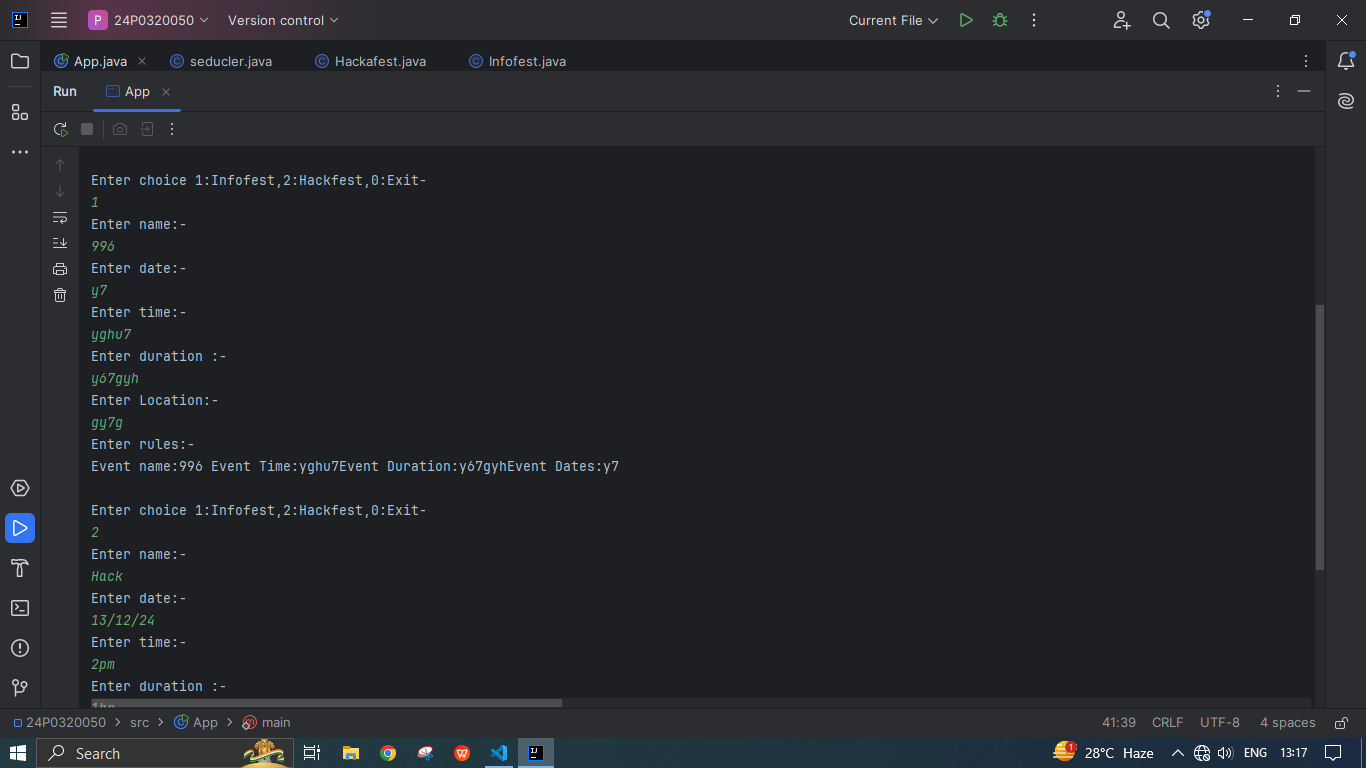 P 24P0320050 Version control Current File
App.java seducler.java Hackafest.java Infofest.java
Run App
Enter choice 1:Infofest,2:Hackfest,0:Exit-
1
Enter name:-
996
Enter date:-
y7
Enter time:-
yghu7
Enter duration :-
y67gyh
Enter Location:-
gy7g
Enter rules:-
Event name:996 Event Time:yghu7Event Duration:y67gyhEvent Dates:y7
Enter choice 1:Infofest,2:Hackfest,0:Exit-
2
Enter name:-
Hack
Enter date:-
13/12/24
Enter time:-
2pm
Enter duration :-
24P0320050 src App main 41:39 CRLF UTF-8 4 spaces
Search 1 28°C Haze ENG 13:17